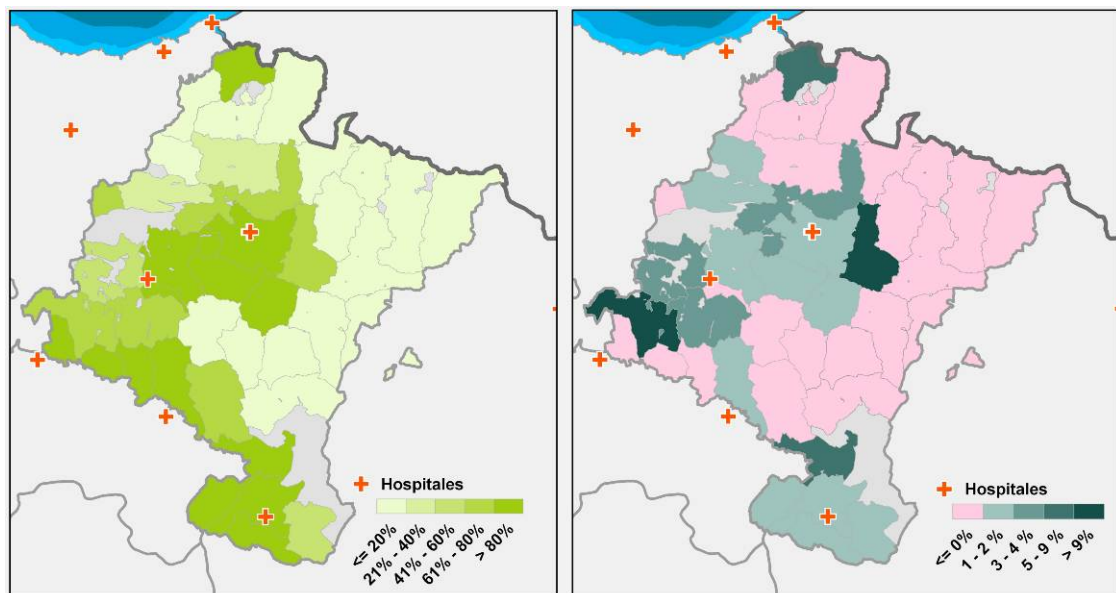 Hospitales
<= 20%
21% - 40%
41% - 60%
61% - 80%
> 80%
Hospitales
<= 0%
1 - 2 %
3 - 4 %
5 - 9 %
> 9%